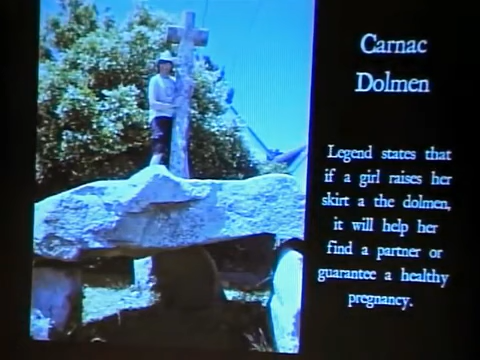 Carnac
Dolmen
Legend states that
if a girl raises her
skirt a the dolmen,
it will help her
find a partner or
guarantee a healthy
pregnancy.